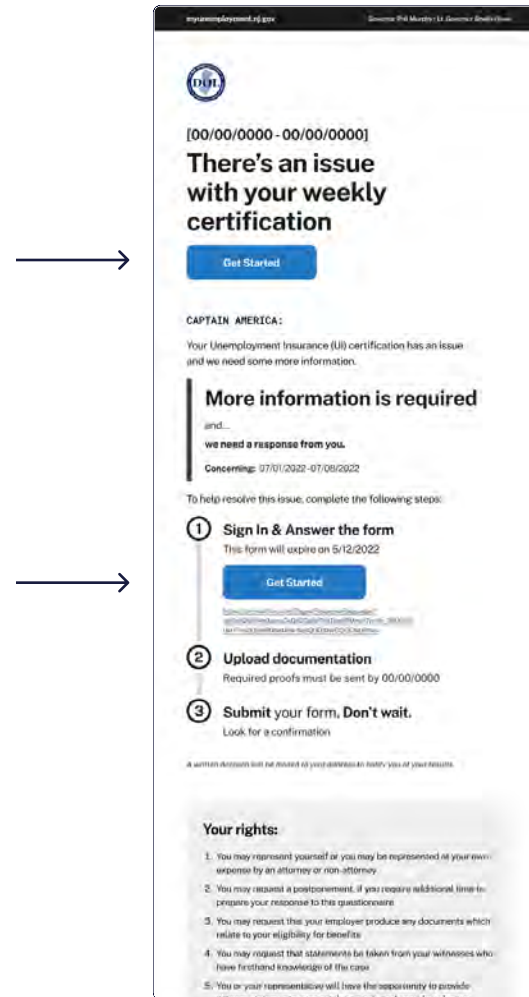 myunemployment.nj.gov
Governor Phil Murphy • Lt. Governor Sheila Oliver
DOL
[00/00/0000 - 00/00/0000]
There's an issue
with your weekly
certification
Get Started
CAPTAIN AMERICA:
Your Unemployment Insurance (UI) certification has an issue
and we need some more information.
More information is required
and...
we need a response from you.
Concerning: 07/01/2022-07/08/2022
To help resolve this issue, complete the following steps:
1 Sign In & Answer the form
This form will expire on 5/12/2022
Get Started
2 Upload documentation
Required proofs must be sent by 00/00/0000
3 Submit your form. Don't wait.
Look for a confirmation
A written decision will be mailed to your address to notify you of your results.
Your rights:
1. You may represent yourself or you may be represented at your own
expense by an attorney or non-attorney
2. You may request a postponement, if you require additional time to
prepare your response to this questionnaire
3. You may request that your employer produce any documents which
relate to your eligibility for benefits
4. You may request that statements be taken from your witnesses who
have firsthand knowledge of the case
5. You or your representative will have the opportunity to provide